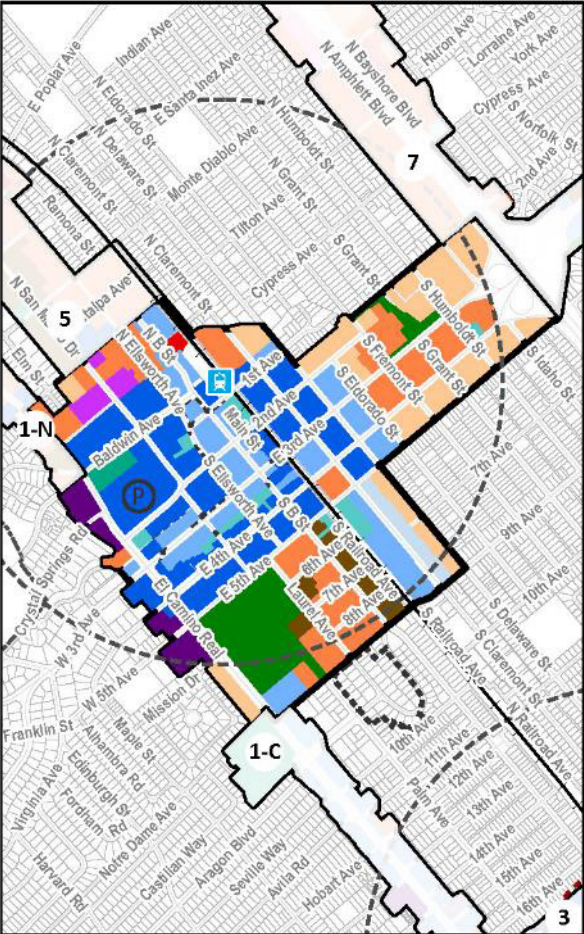 E Poplar Ave
Indian Ave
N Bayshore Blvd
N Amphlett Blvd
Huron Ave
Lorraine Ave
York Ave
Cypress Ave
S Norfolk St
2nd Ave
N Eldorado St
E Santa Inez Ave
N Humboldt St
N Claremont St
N Delaware St
Monte Diablo Ave
N Grant St
7
Ramona St
Tilton Ave
N Claremont St
Cypress Ave
S Grant St
5
S Humboldt St
N B St
N Ellsworth Ave
Elm St
1st Ave
S Fremont St
S Grant St
S Idaho St
2nd Ave
Main St
S Eldorado St
E 3rd Ave
1-N
Baldwin Ave
S Ellsworth Ave
7th Ave
P
S B St
9th Ave
E 4th Ave
S Railroad Ave
Crystal Springs Rd
E 5th Ave
6th Ave
7th Ave
8th Ave
10th Ave
Laurel Ave
El Camino Real
W 3rd Ave
S Delaware St
S Claremont St
S Railroad Ave
W 5th Ave
Mission Dr
N Railroad Ave
Franklin St
Maple St
Alhambra Rd
1-C
10th Ave
11th Ave
12th Ave
13th Ave
14th Ave
15th Ave
16th Ave
Palm Ave
Virginia Ave
Edinburgh St
Fordham Rd
Notre Dame Ave
Castilian Way
Aragon Blvd
Seville Way
Avila Rd
Hobart Ave
Harvard Rd
3